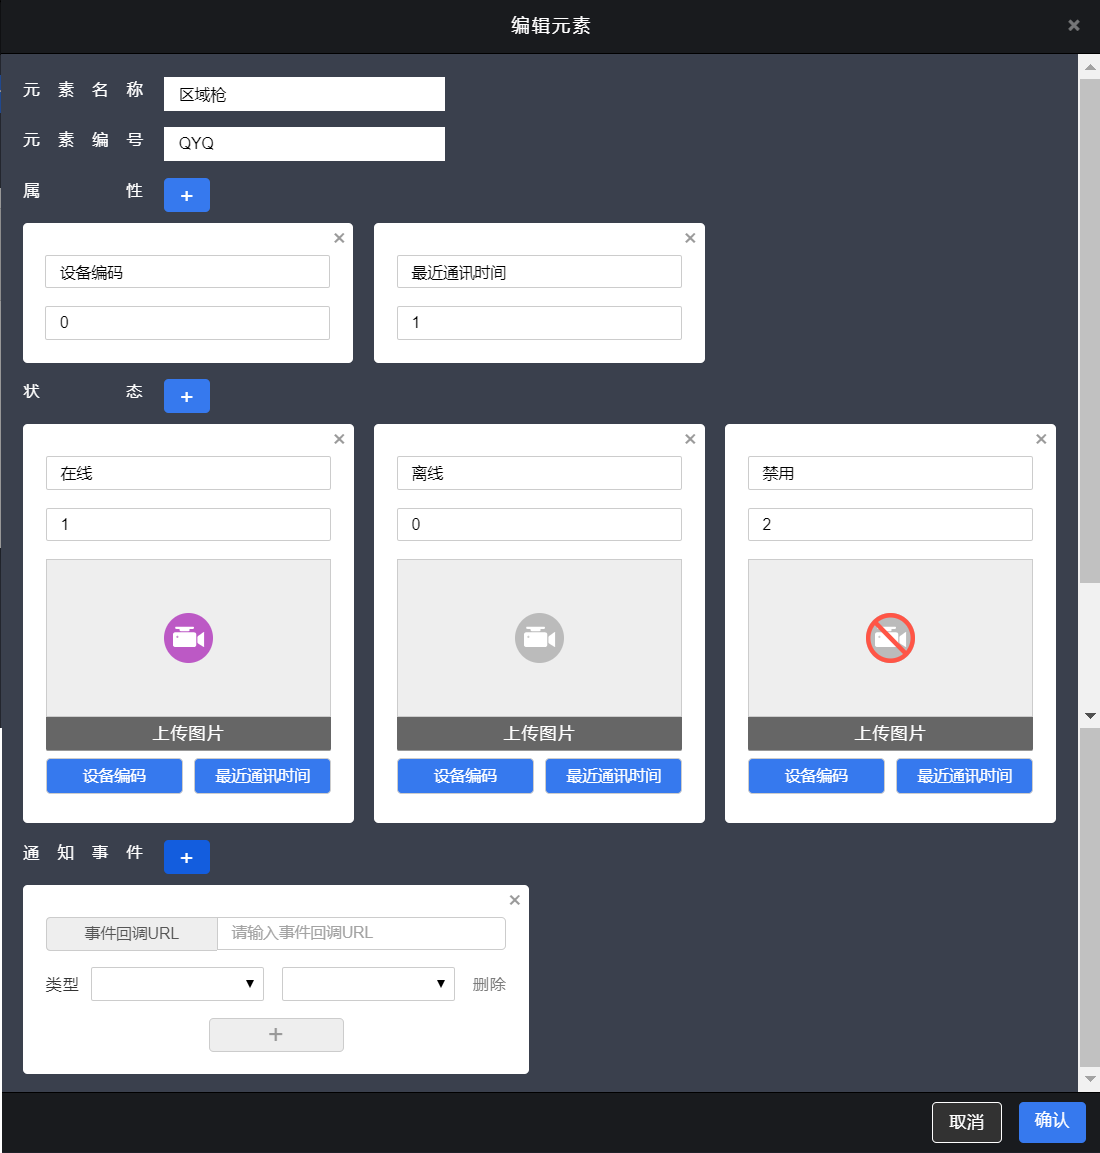 编辑元素
元素名称 区域枪
元素编号 QYQ
属性 +
设备编码 最近通讯时间
0 1
状态 +
在线 离线 禁用
1 0 2
上传图片 上传图片 上传图片
设备编码 最近通讯时间 设备编码 最近通讯时间 设备编码 最近通讯时间
通知事件 +
事件回调URL 请输入事件回调URL
类型 删除
+
取消 确认